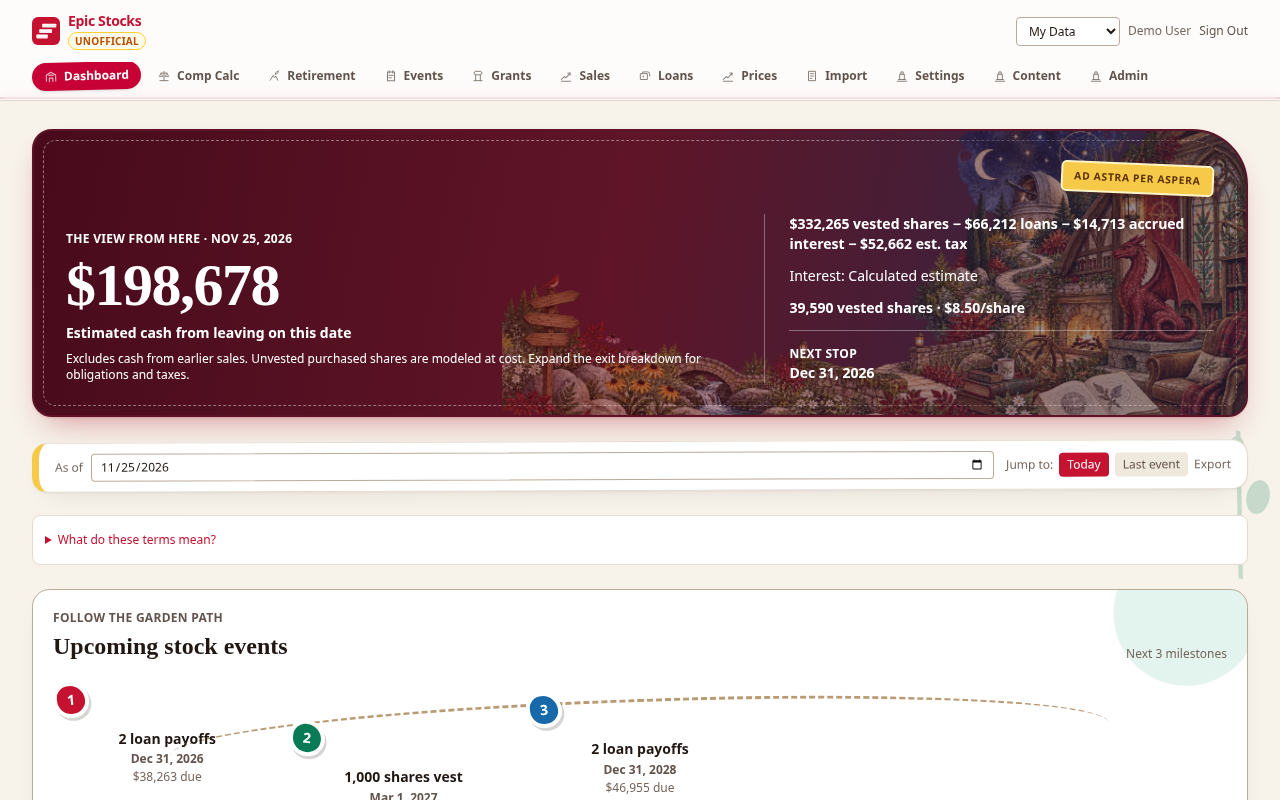 Epic Stocks
UNOFFICIAL
My Data
Demo User
Sign Out
Dashboard
Comp Calc
Retirement
Events
Grants
Sales
Loans
Prices
Import
Settings
Content
Admin
AD ASTRA PER ASPERA
THE VIEW FROM HERE · NOV 25, 2026
$198,678
Estimated cash from leaving on this date
Excludes cash from earlier sales. Unvested purchased shares are modeled at cost. Expand the exit breakdown for
obligations and taxes.
$332,265 vested shares − $66,212 loans − $14,713 accrued
interest − $52,662 est. tax
Interest: Calculated estimate
39,590 vested shares · $8.50/share
NEXT STOP
Dec 31, 2026
As of
11/25/2026
Jump to:
Today
Last event
Export
What do these terms mean?
FOLLOW THE GARDEN PATH
Upcoming stock events
Next 3 milestones
1
2 loan payoffs
Dec 31, 2026
$38,263 due
2
1,000 shares vest
Mar 1, 2027
3
2 loan payoffs
Dec 31, 2028
$46,955 due